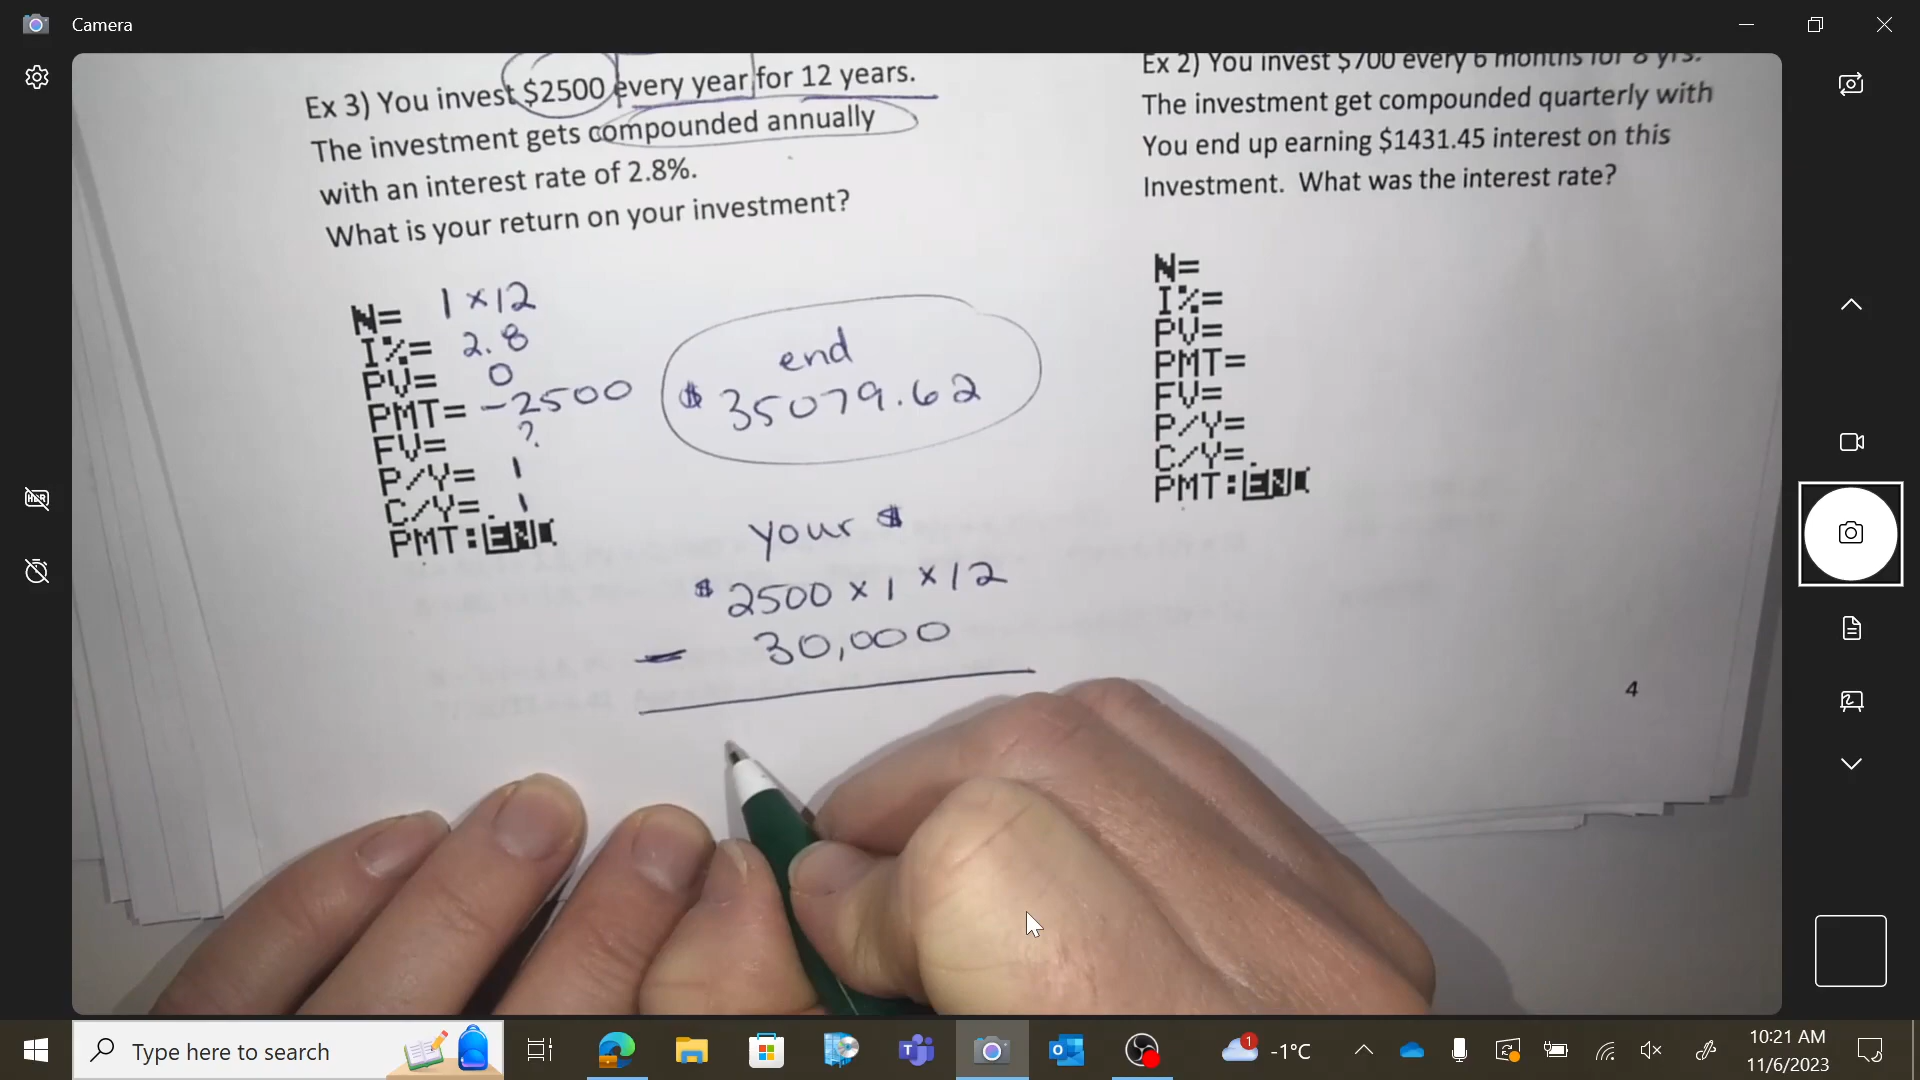 Camera
Ex 3) You invest $2500 every year for 12 years.
The investment gets compounded annually
with an interest rate of 2.8%.
What is your return on your investment?
N= 1 × 12
I%= 2.8
PV= 0
PMT= -2500
FV= ?
P/Y= 1
C/Y= 1
PMT:END
end
$ 35079.62
your $
$ 2500 × 1 × 12
- 30,000
Ex 2) You invest $700 every 6 months for 8 yrs.
The investment get compounded quarterly with
You end up earning $1431.45 interest on this
Investment. What was the interest rate?
N=
I%=
PV=
PMT=
FV=
P/Y=
C/Y=
PMT:END
4
HDR
Type here to search
1
-1°C
10:21 AM
11/6/2023